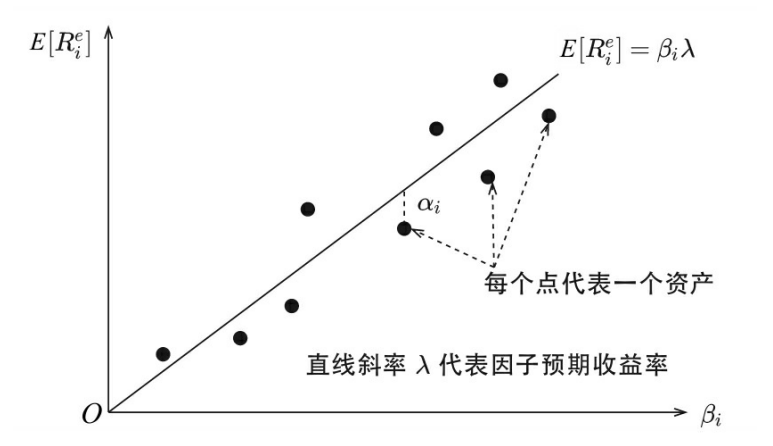 E[R_i^e]
E[R_i^e] = β_iλ
α_i
每个点代表一个资产
直线斜率 λ 代表因子预期收益率
O
β_i